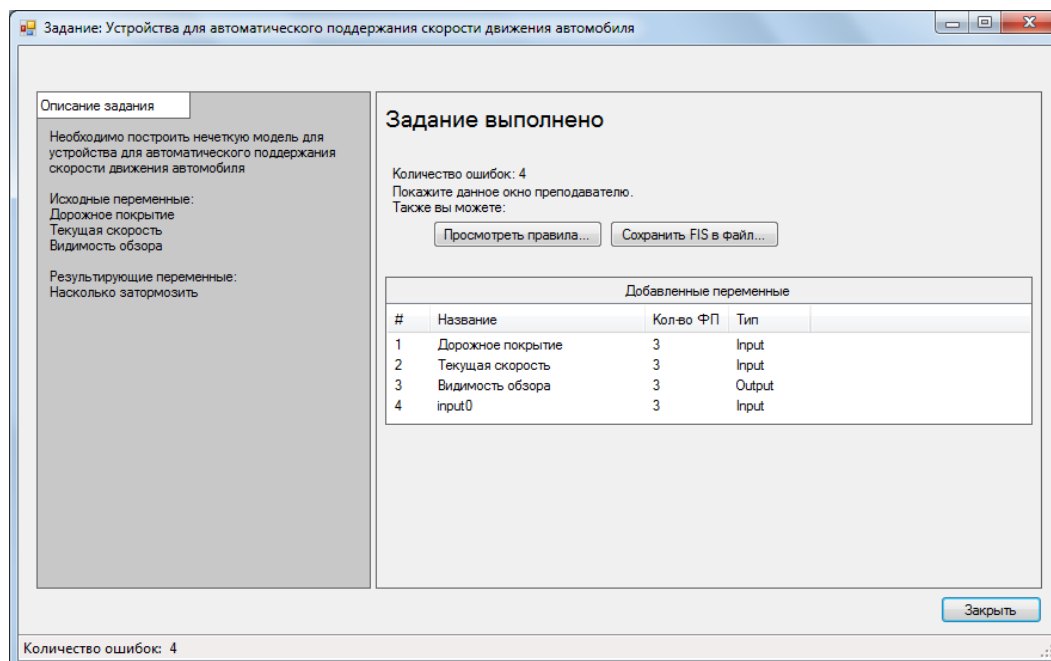 Задание: Устройства для автоматического поддержания скорости движения автомобиля
Описание задания
Необходимо построить нечеткую модель для
устройства для автоматического поддержания
скорости движения автомобиля
Исходные переменные:
Дорожное покрытие
Текущая скорость
Видимость обзора
Результирующие переменные:
Насколько затормозить
Задание выполнено
Количество ошибок: 4
Покажите данное окно преподавателю.
Также вы можете:
Просмотреть правила... Сохранить FIS в файл...
Добавленные переменные
# Название Кол-во ФП Тип
1 Дорожное покрытие 3 Input
2 Текущая скорость 3 Input
3 Видимость обзора 3 Output
4 input0 3 Input
Закрыть
Количество ошибок: 4